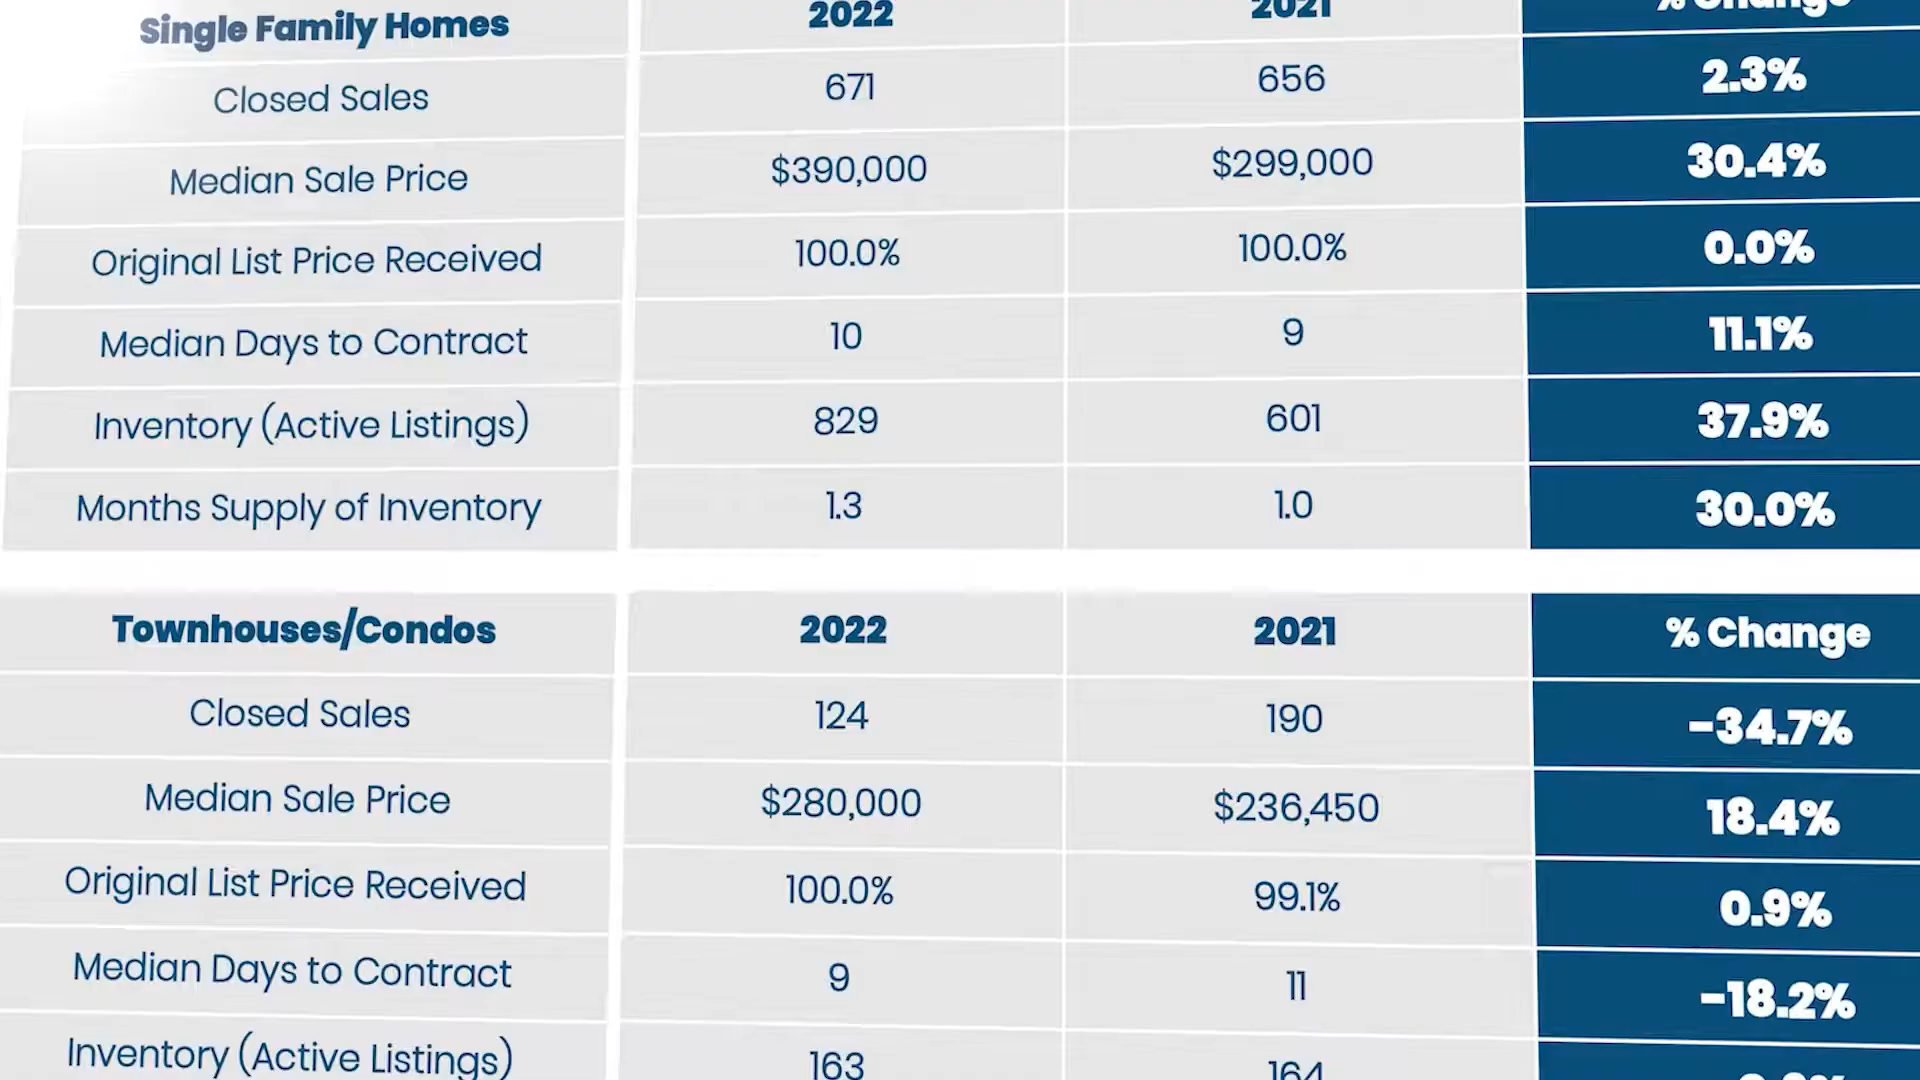 Single Family Homes 2022 2021 % Change
Closed Sales 671 656 2.3%
Median Sale Price $390,000 $299,000 30.4%
Original List Price Received 100.0% 100.0% 0.0%
Median Days to Contract 10 9 11.1%
Inventory (Active Listings) 829 601 37.9%
Months Supply of Inventory 1.3 1.0 30.0%
Townhouses/Condos 2022 2021 % Change
Closed Sales 124 190 -34.7%
Median Sale Price $280,000 $236,450 18.4%
Original List Price Received 100.0% 99.1% 0.9%
Median Days to Contract 9 11 -18.2%
Inventory (Active Listings) 163 164